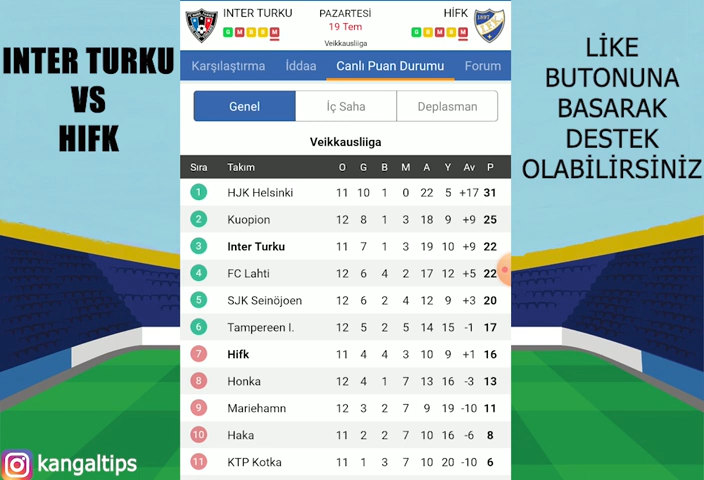 INTER TURKU
VS
HIFK
INTER TURKU
G M B G M
PAZARTESİ
19 Tem
Veikkausliiga
HİFK
G B M B M
1897
Karşılaştırma İddaa Canlı Puan Durumu Forum
Genel İç Saha Deplasman
Veikkausliiga
Sıra Takım O G B M A Y Av P
1 HJK Helsinki 11 10 1 0 22 5 +17 31
2 Kuopion 12 8 1 3 18 9 +9 25
3 Inter Turku 11 7 1 3 19 10 +9 22
4 FC Lahti 12 6 4 2 17 12 +5 22
5 SJK Seinöjoen 12 6 2 4 12 9 +3 20
6 Tampereen I. 12 5 2 5 14 15 -1 17
7 Hifk 11 4 4 3 10 9 +1 16
8 Honka 12 4 1 7 13 16 -3 13
9 Mariehamn 12 3 2 7 9 19 -10 11
10 Haka 11 2 2 7 10 16 -6 8
11 KTP Kotka 11 1 3 7 10 20 -10 6
LİKE
BUTONUNA
BASARAK
DESTEK
OLABİLİRSİNİZ
kangaltips